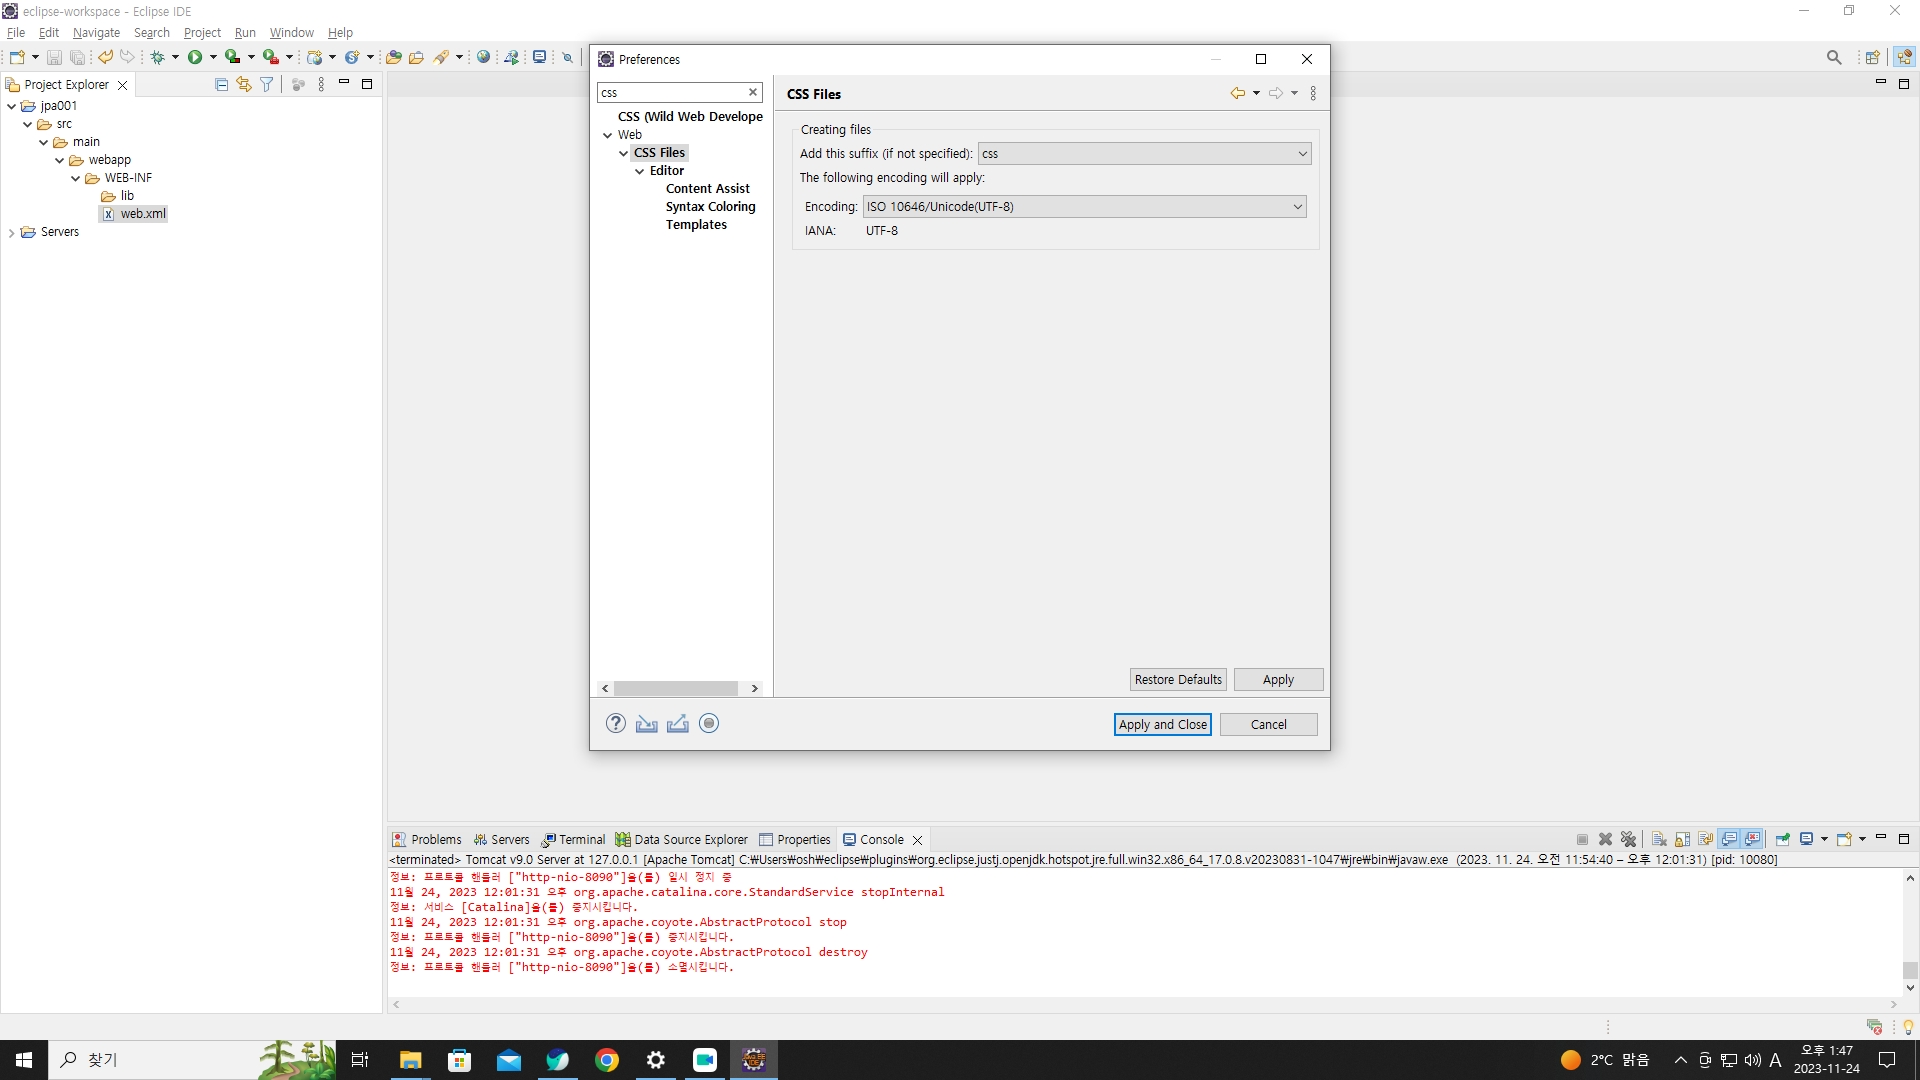 eclipse-workspace - Eclipse IDE
File Edit Navigate Search Project Run Window Help
Project Explorer
jpa001
src
main
webapp
WEB-INF
lib
web.xml
Servers
Preferences
css
CSS (Wild Web Develope
Web
CSS Files
Editor
Content Assist
Syntax Coloring
Templates
CSS Files
Creating files
Add this suffix (if not specified): css
The following encoding will apply:
Encoding: ISO 10646/Unicode(UTF-8)
IANA: UTF-8
Restore Defaults Apply
Apply and Close Cancel
Problems Servers Terminal Data Source Explorer Properties Console
<terminated> Tomcat v9.0 Server at 127.0.0.1 [Apache Tomcat] C:₩Users₩osh₩eclipse₩plugins₩org.eclipse.justj.openjdk.hotspot.jre.full.win32.x86_64_17.0.8.v20230831-1047₩jre₩bin₩javaw.exe (2023. 11. 24. 오전 11:54:40 – 오후 12:01:31) [pid: 10080]
정보: 프로토콜 핸들러 ["http-nio-8090"]을(를) 일시 정지 중
11월 24, 2023 12:01:31 오후 org.apache.catalina.core.StandardService stopInternal
정보: 서비스 [Catalina]을(를) 중지시킵니다.
11월 24, 2023 12:01:31 오후 org.apache.coyote.AbstractProtocol stop
정보: 프로토콜 핸들러 ["http-nio-8090"]을(를) 중지시킵니다.
11월 24, 2023 12:01:31 오후 org.apache.coyote.AbstractProtocol destroy
정보: 프로토콜 핸들러 ["http-nio-8090"]을(를) 소멸시킵니다.
찾기
2°C 맑음
A
오후 1:47
2023-11-24